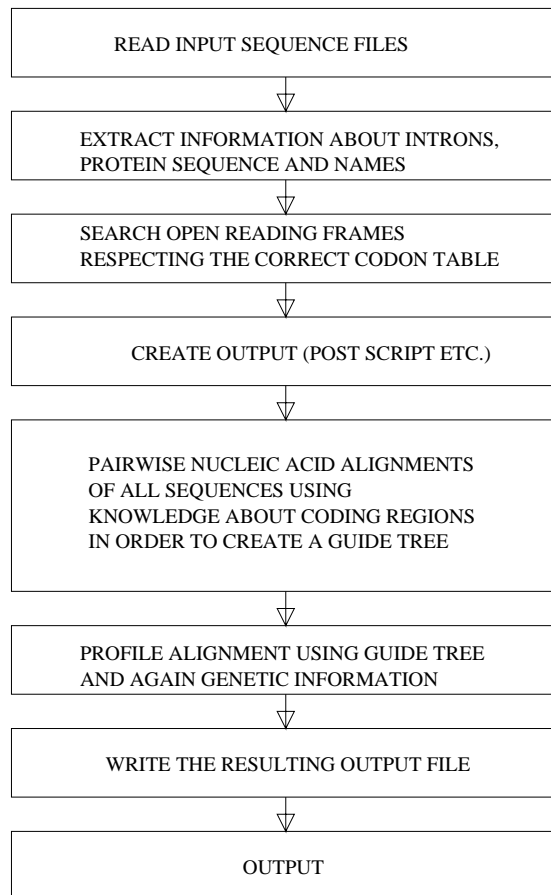 READ INPUT SEQUENCE FILES
EXTRACT INFORMATION ABOUT INTRONS,
PROTEIN SEQUENCE AND NAMES
SEARCH OPEN READING FRAMES
RESPECTING THE CORRECT CODON TABLE
CREATE OUTPUT (POST SCRIPT ETC.)
PAIRWISE NUCLEIC ACID ALIGNMENTS
OF ALL SEQUENCES USING
KNOWLEDGE ABOUT CODING REGIONS
IN ORDER TO CREATE A GUIDE TREE
PROFILE ALIGNMENT USING GUIDE TREE
AND AGAIN GENETIC INFORMATION
WRITE THE RESULTING OUTPUT FILE
OUTPUT